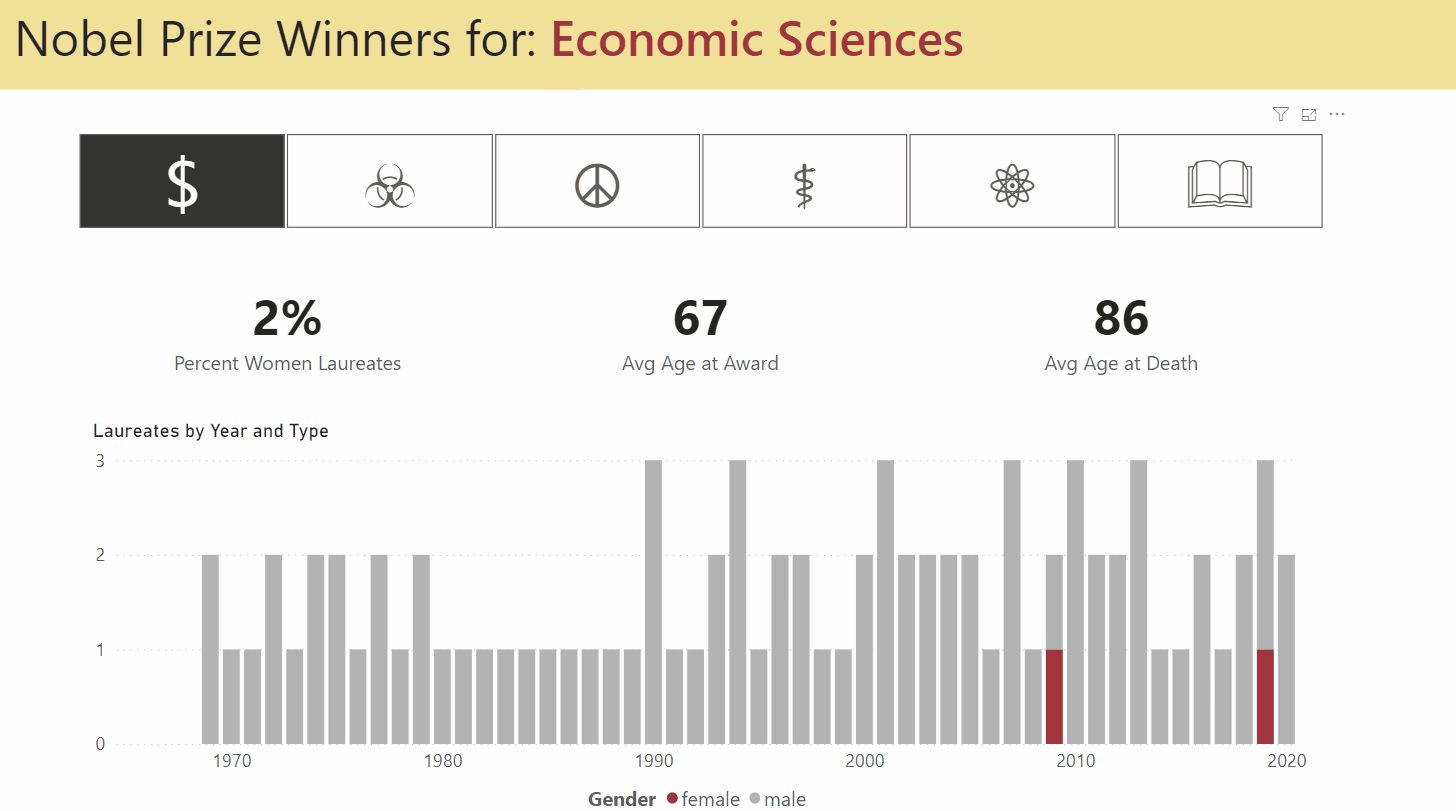 Nobel Prize Winners for: Economic Sciences
$
2% 67 86
Percent Women Laureates Avg Age at Award Avg Age at Death
Laureates by Year and Type
3
2
1
0
1970 1980 1990 2000 2010 2020
Gender female male